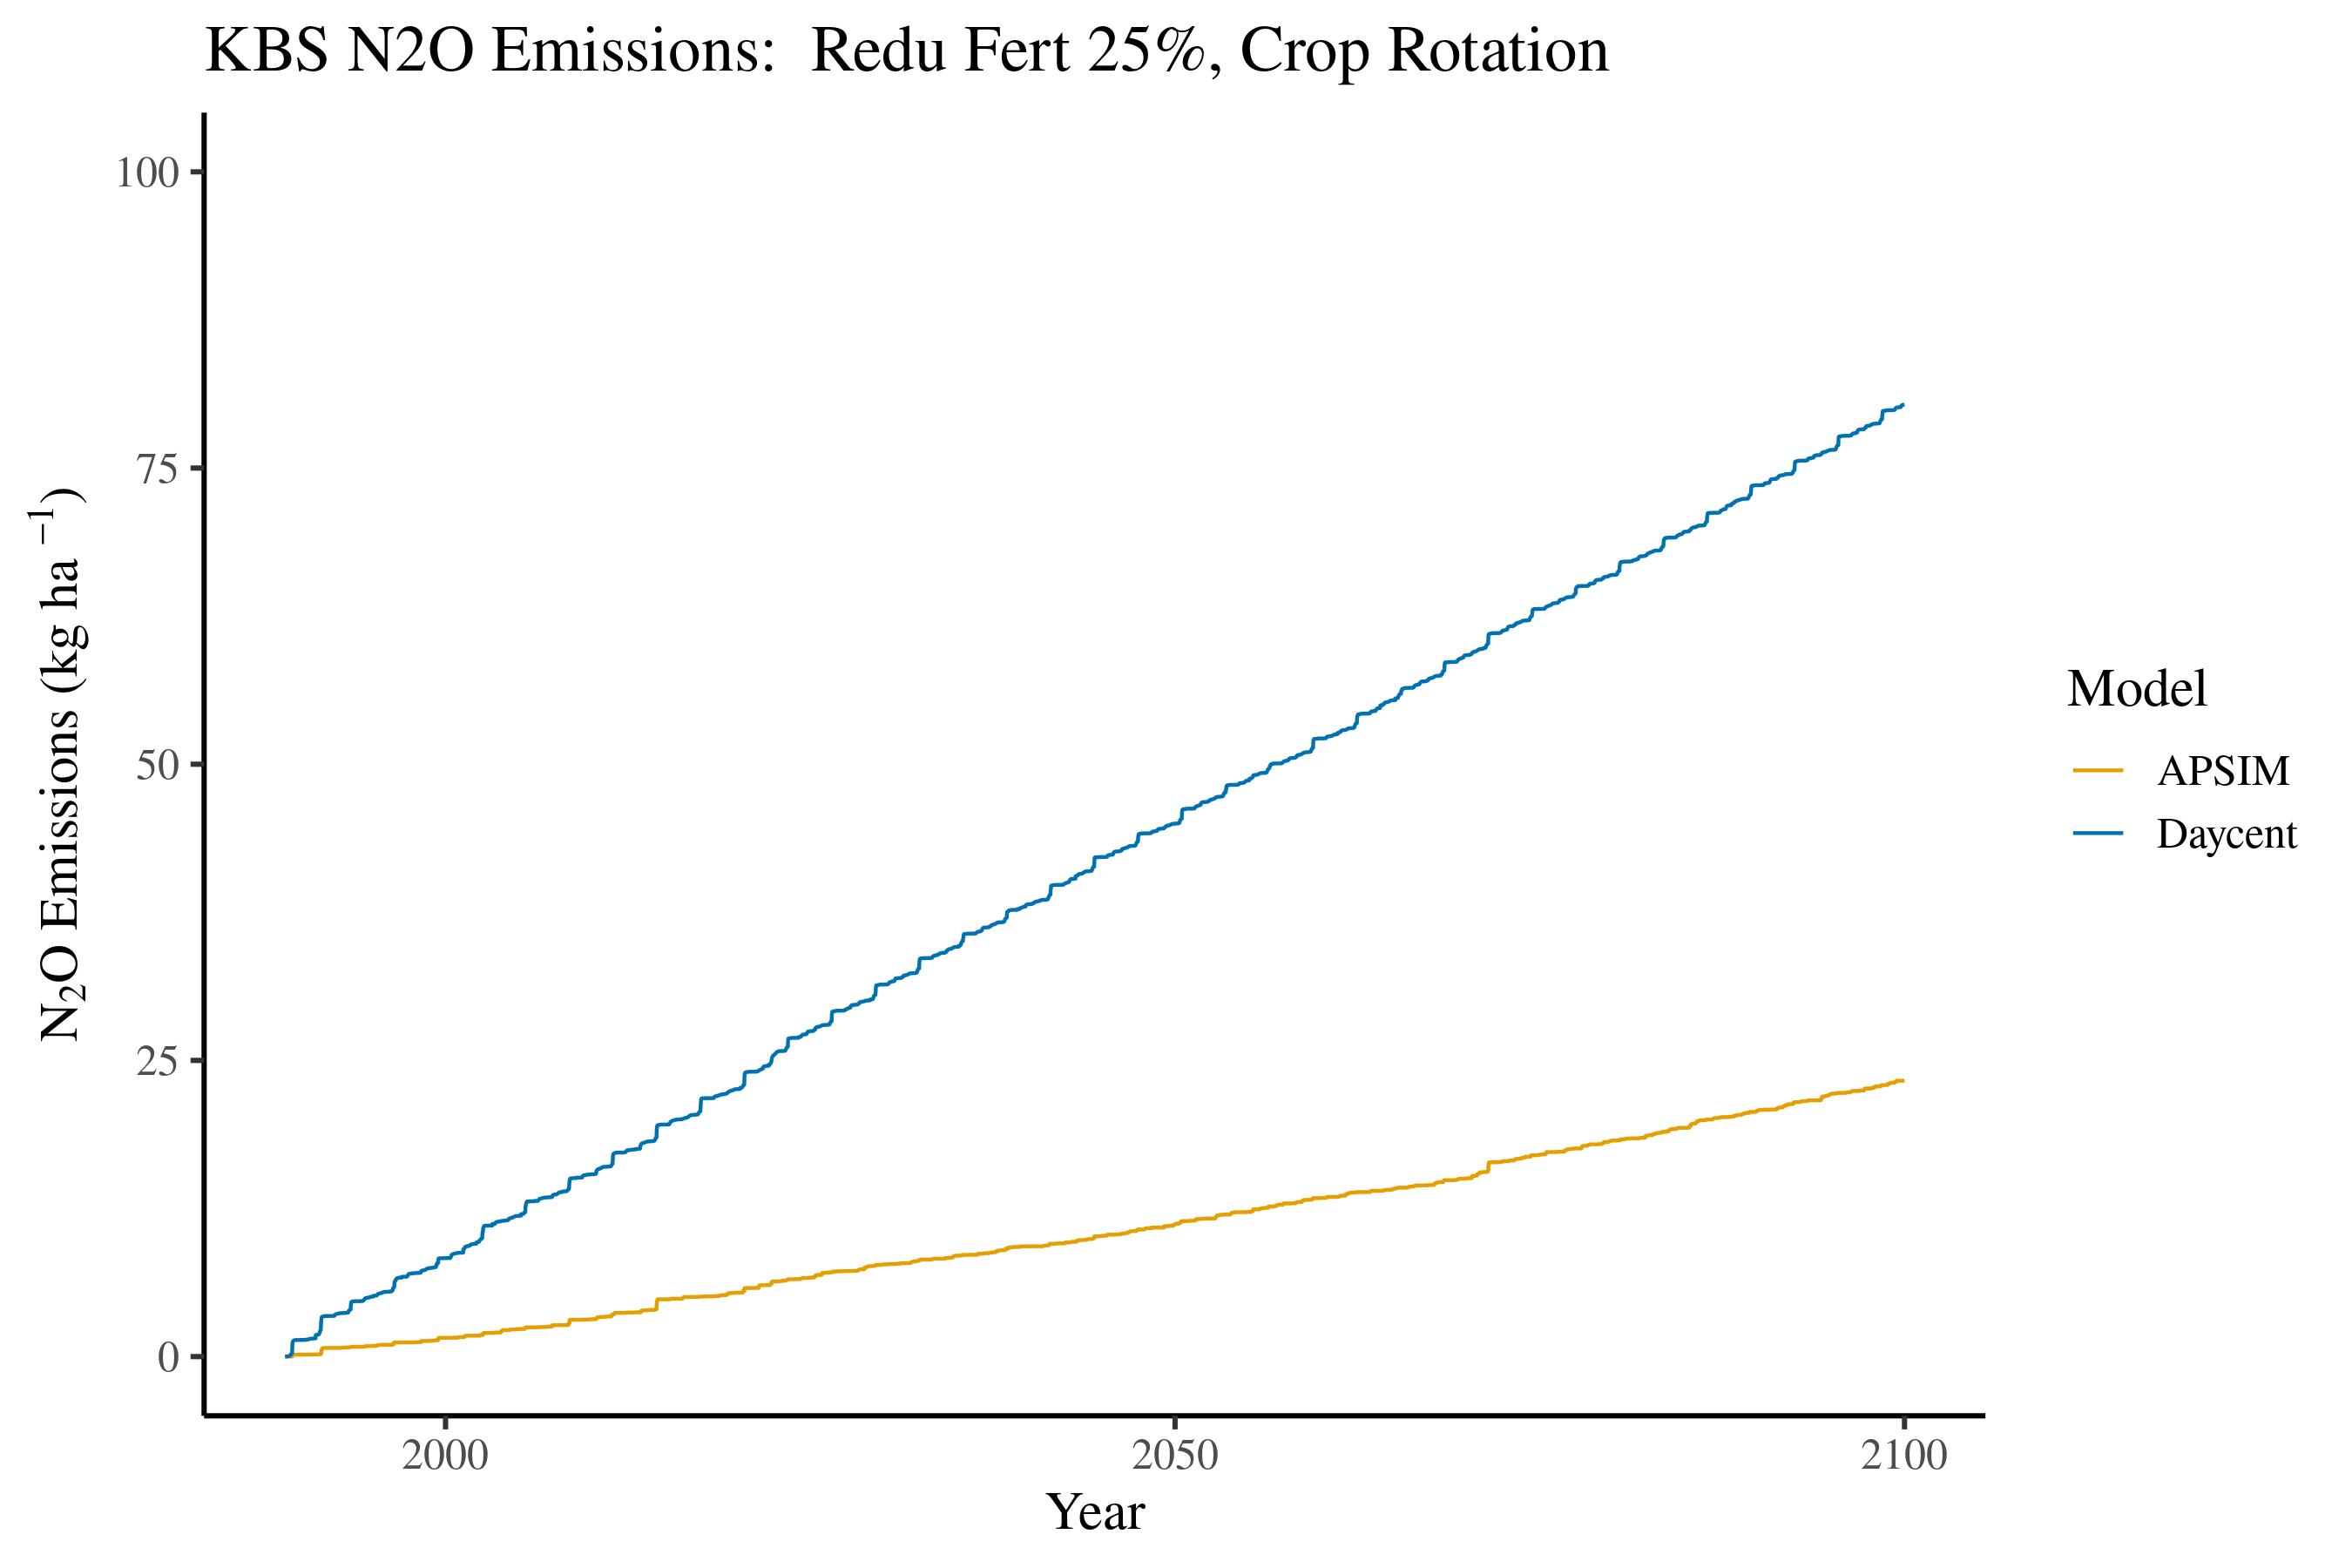 KBS N2O Emissions:  Redu Fert 25%, Crop Rotation
N₂O Emissions (kg ha ⁻¹)
100
75
50
25
0
2000
2050
2100
Year
Model
APSIM
Daycent